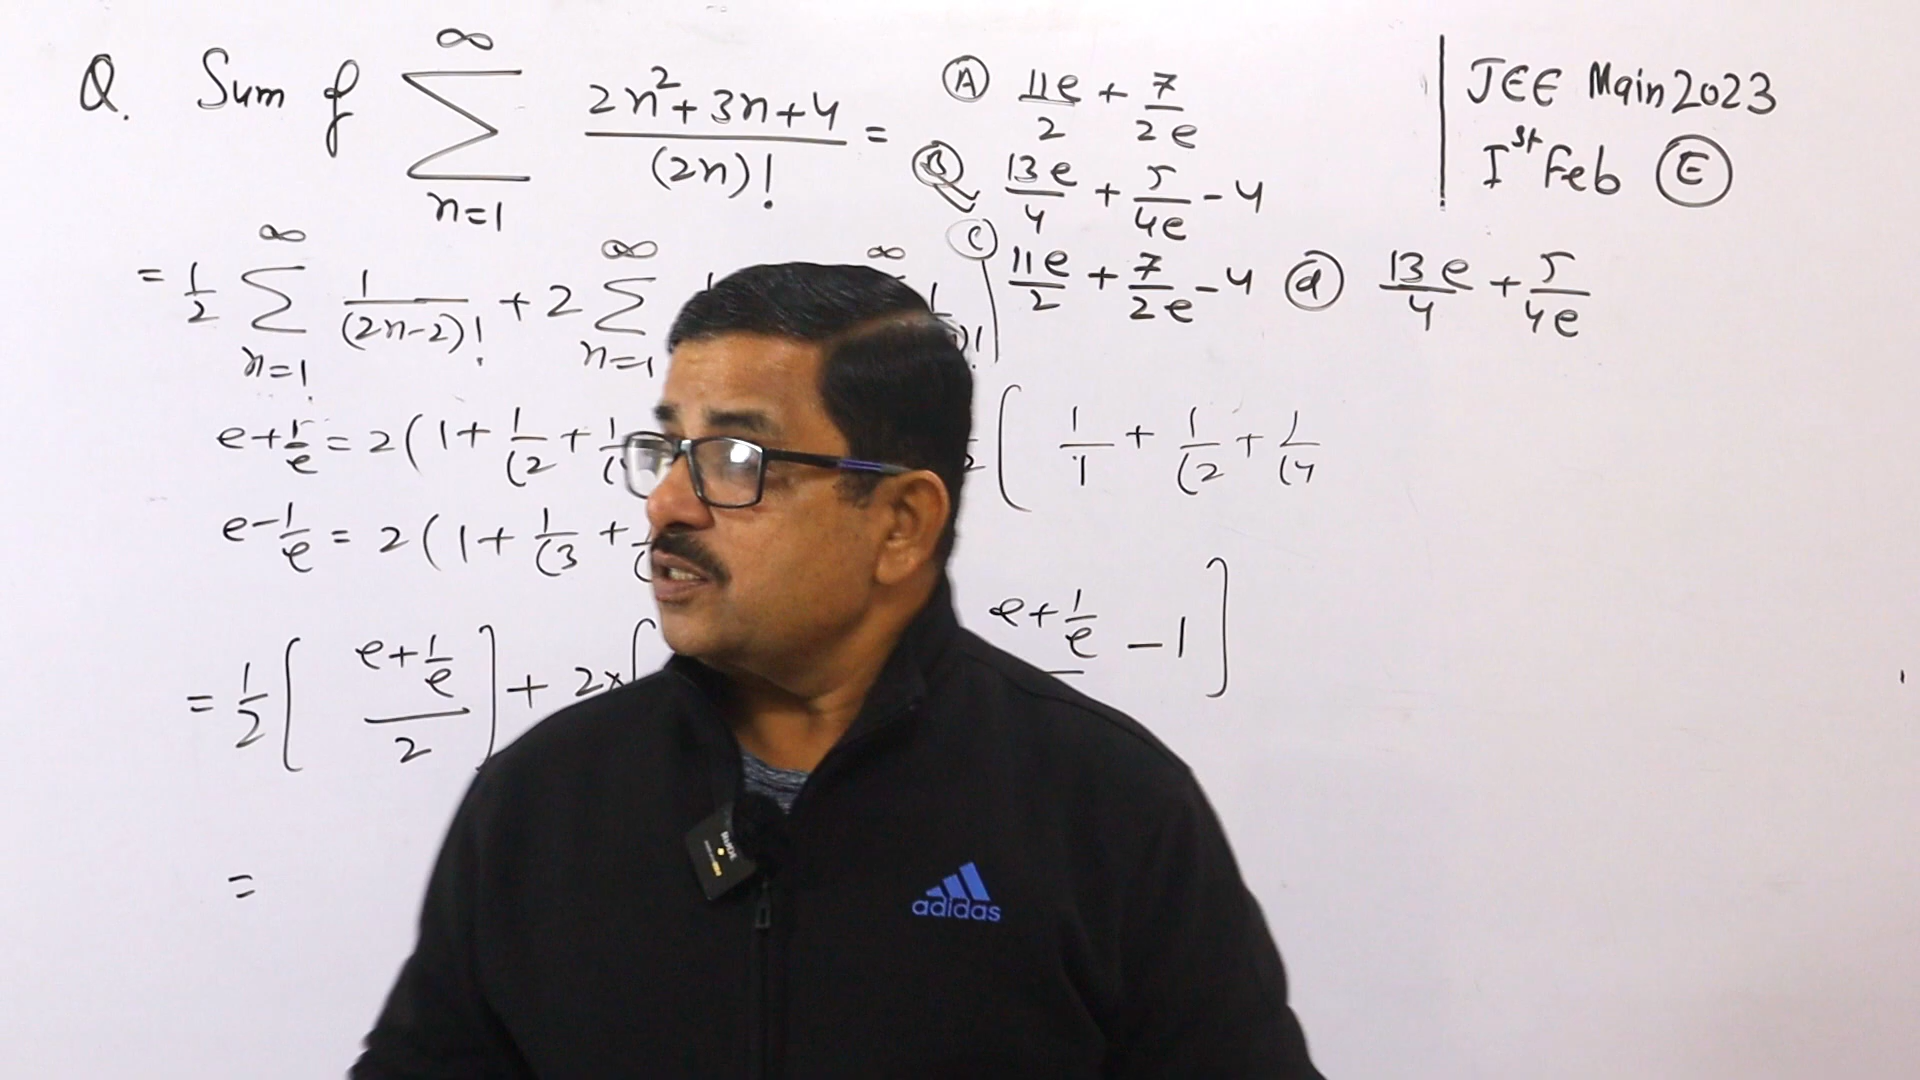 Q. Sum of ∞ ∑ n=1 2n²+3n+4 / (2n)! =
(A) 11e/2 + 7/2e
(B) 13e/4 + 5/4e - 4
(C) 11e/2 + 7/2e - 4 (d) 13e/4 + 5/4e
JEE Main 2023
Ist Feb (E)
= 1/2 ∞ ∑ n=1 1/(2n-2)! + 2 ∞ ∑ n=1
e+1/e = 2(1+ 1/(2 + ( 1/1 + 1/(2 + 1/(4
e-1/e = 2(1+ 1/(3 +
= 1/2 [ e+1/e / 2 ] + 2x[ e+1/e - 1 ]
=
RODE
adidas